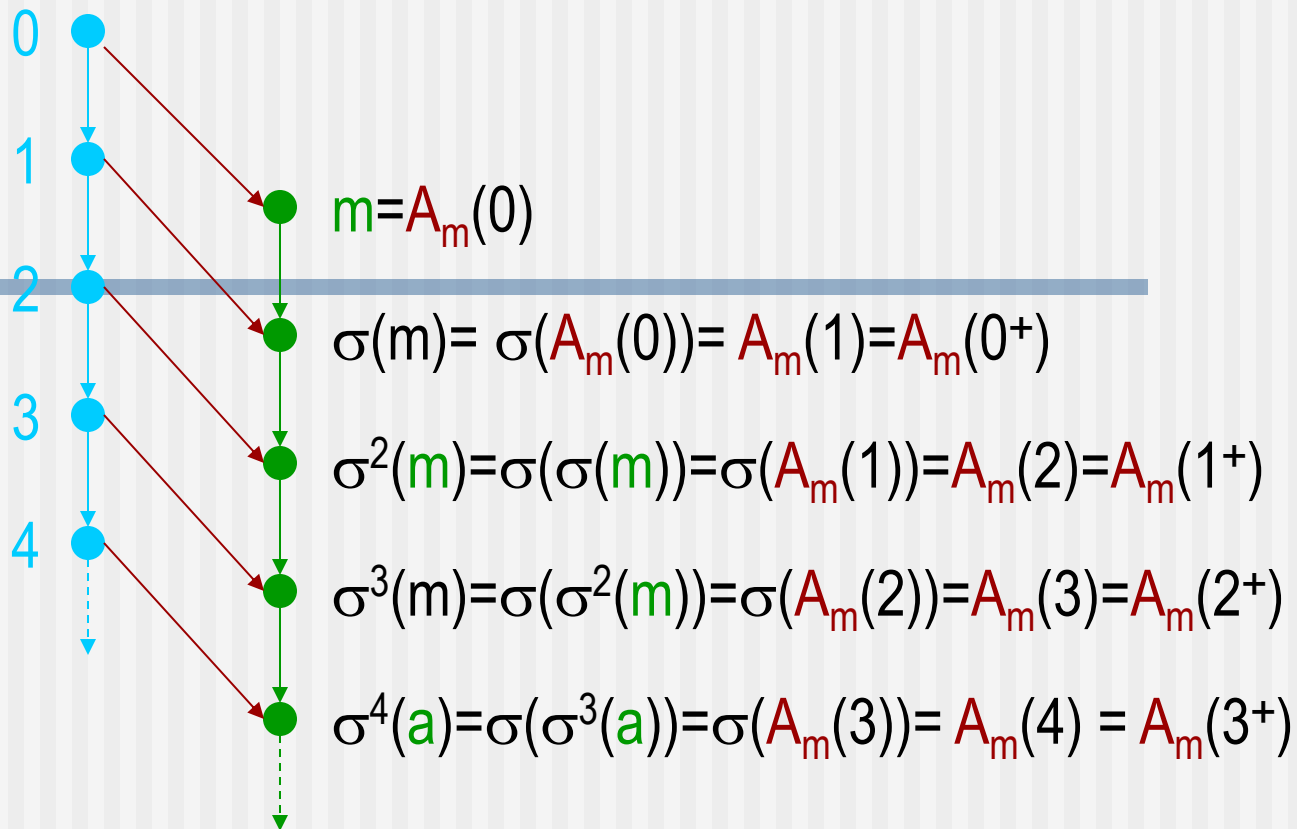 0
1
m=Aₘ(0)
2
σ(m)= σ(Aₘ(0))= Aₘ(1)=Aₘ(0⁺)
3
σ²(m)=σ(σ(m))=σ(Aₘ(1))=Aₘ(2)=Aₘ(1⁺)
4
σ³(m)=σ(σ²(m))=σ(Aₘ(2))=Aₘ(3)=Aₘ(2⁺)
σ⁴(a)=σ(σ³(a))=σ(Aₘ(3))= Aₘ(4) = Aₘ(3⁺)